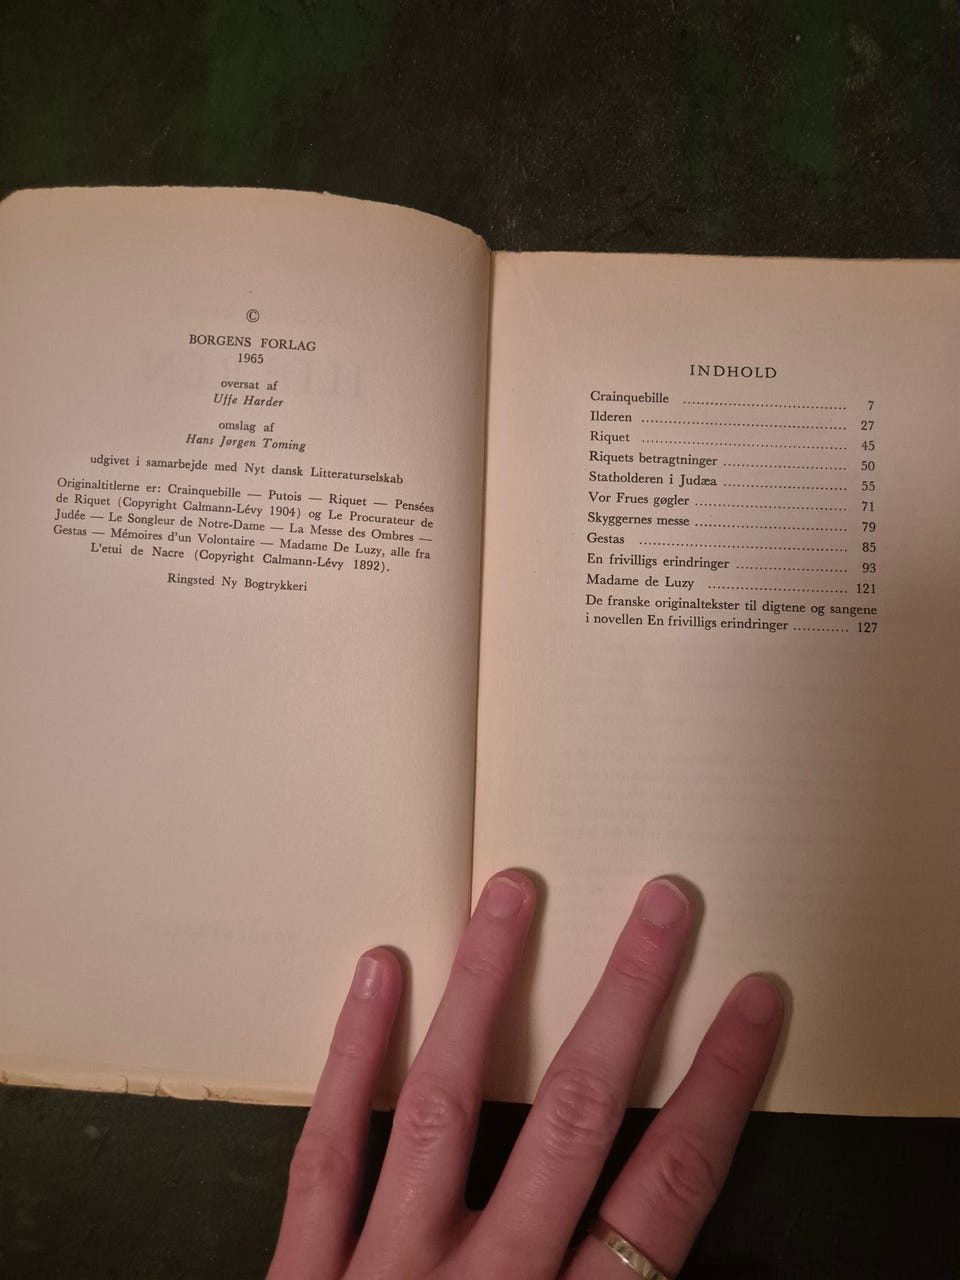 ©
BORGENS FORLAG
1965
oversat af
Uffe Harder
omslag af
Hans Jørgen Toming
udgivet i samarbejde med Nyt dansk Litteraturselskab
Originaltitlerne er: Crainquebille — Putois — Riquet — Pensées
de Riquet (Copyright Calmann-Lévy 1904) og Le Procurateur de
Judée — Le Songleur de Notre-Dame — La Messe des Ombres —
Gestas — Mémoires d'un Volontaire — Madame De Luzy, alle fra
L'etui de Nacre (Copyright Calmann-Lévy 1892).
Ringsted Ny Bogtrykkeri
INDHOLD
Crainquebille ........................................ 7
Ilderen .................................................. 27
Riquet .................................................. 45
Riquets betragtninger .............................. 50
Statholderen i Judæa .............................. 55
Vor Frues gøgler .................................... 71
Skyggernes messe .................................... 79
Gestas .................................................. 85
En frivilligs erindringer ........................... 93
Madame de Luzy .................................... 121
De franske originaltekster til digtene og sangene
i novellen En frivilligs erindringer ............ 127